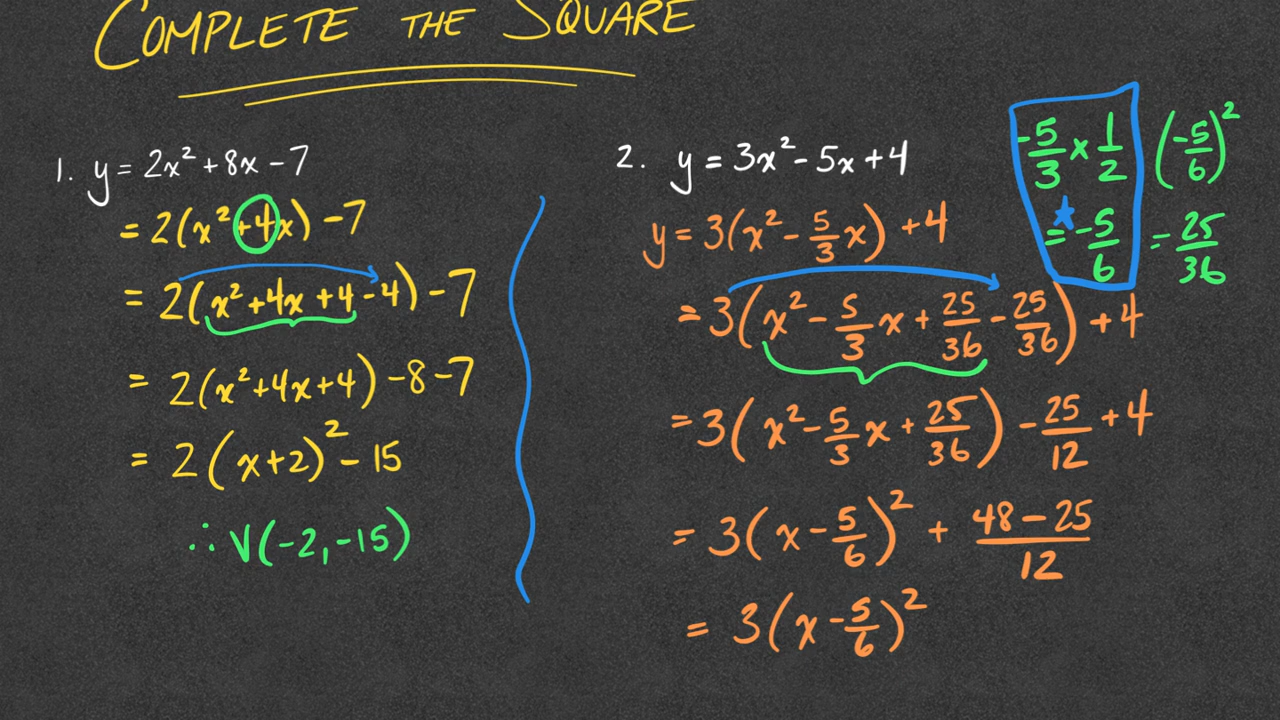 COMPLETE THE SQUARE
1. y = 2x² + 8x - 7
= 2(x² + 4x) - 7
= 2(x² + 4x + 4 - 4) - 7
= 2(x² + 4x + 4) - 8 - 7
= 2(x + 2)² - 15
∴ V(-2, -15)
2. y = 3x² - 5x + 4
y = 3(x² - 5/3 x) + 4
= 3(x² - 5/3 x + 25/36 - 25/36) + 4
= 3(x² - 5/3 x + 25/36) - 25/12 + 4
= 3(x - 5/6)² + (48 - 25)/12
= 3(x - 5/6)²
-5/3 × 1/2
= -5/6
(-5/6)²
= 25/36